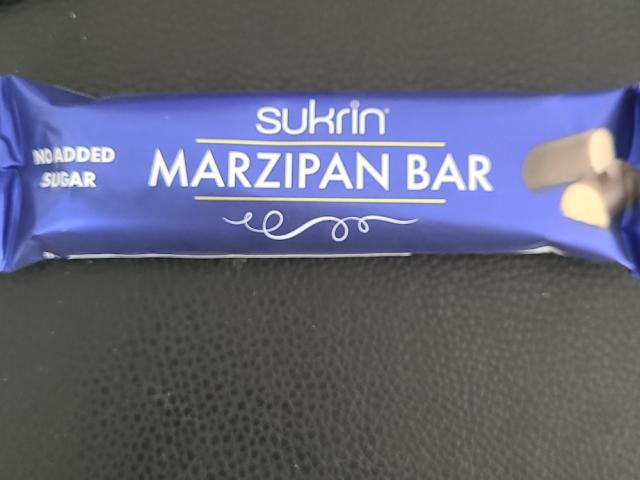 sukrin®
MARZIPAN BAR
NO ADDED
SUGAR